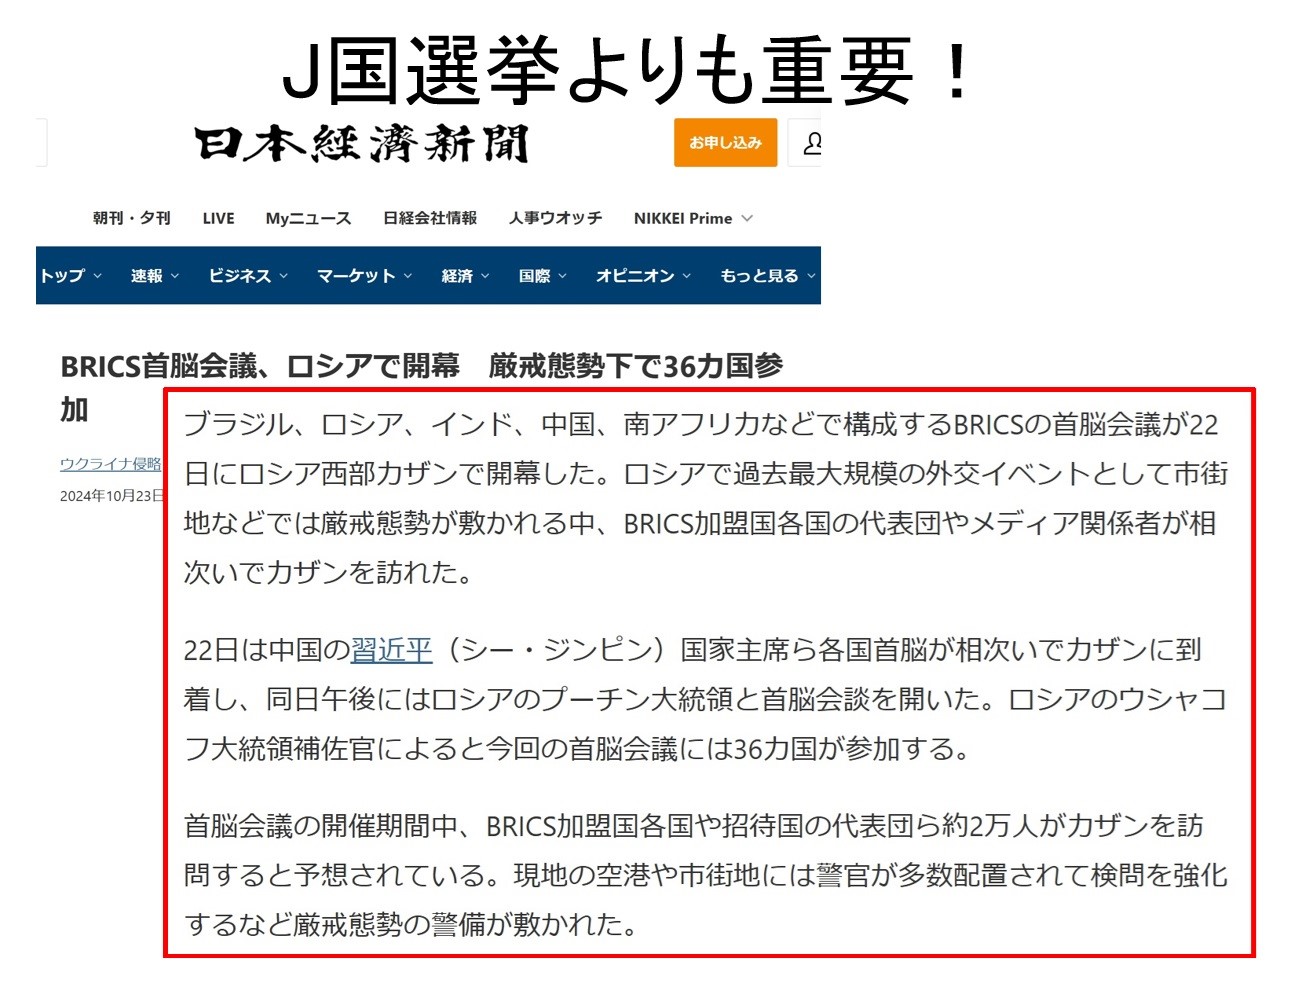 J国選挙よりも重要！
日本経済新聞
お申し込み
朝刊・夕刊 LIVE Myニュース 日経会社情報 人事ウオッチ NIKKEI Prime
トップ 速報 ビジネス マーケット 経済 国際 オピニオン もっと見る
BRICS首脳会議、ロシアで開幕　厳戒態勢下で36カ国参
加
ウクライナ侵略
2024年10月23日
ブラジル、ロシア、インド、中国、南アフリカなどで構成するBRICSの首脳会議が22
日にロシア西部カザンで開幕した。ロシアで過去最大規模の外交イベントとして市街
地などでは厳戒態勢が敷かれる中、BRICS加盟国各国の代表団やメディア関係者が相
次いでカザンを訪れた。
22日は中国の習近平（シー・ジンピン）国家主席ら各国首脳が相次いでカザンに到
着し、同日午後にはロシアのプーチン大統領と首脳会談を開いた。ロシアのウシャコ
フ大統領補佐官によると今回の首脳会議には36カ国が参加する。
首脳会議の開催期間中、BRICS加盟国各国や招待国の代表団ら約2万人がカザンを訪
問すると予想されている。現地の空港や市街地には警官が多数配置されて検問を強化
するなど厳戒態勢の警備が敷かれた。